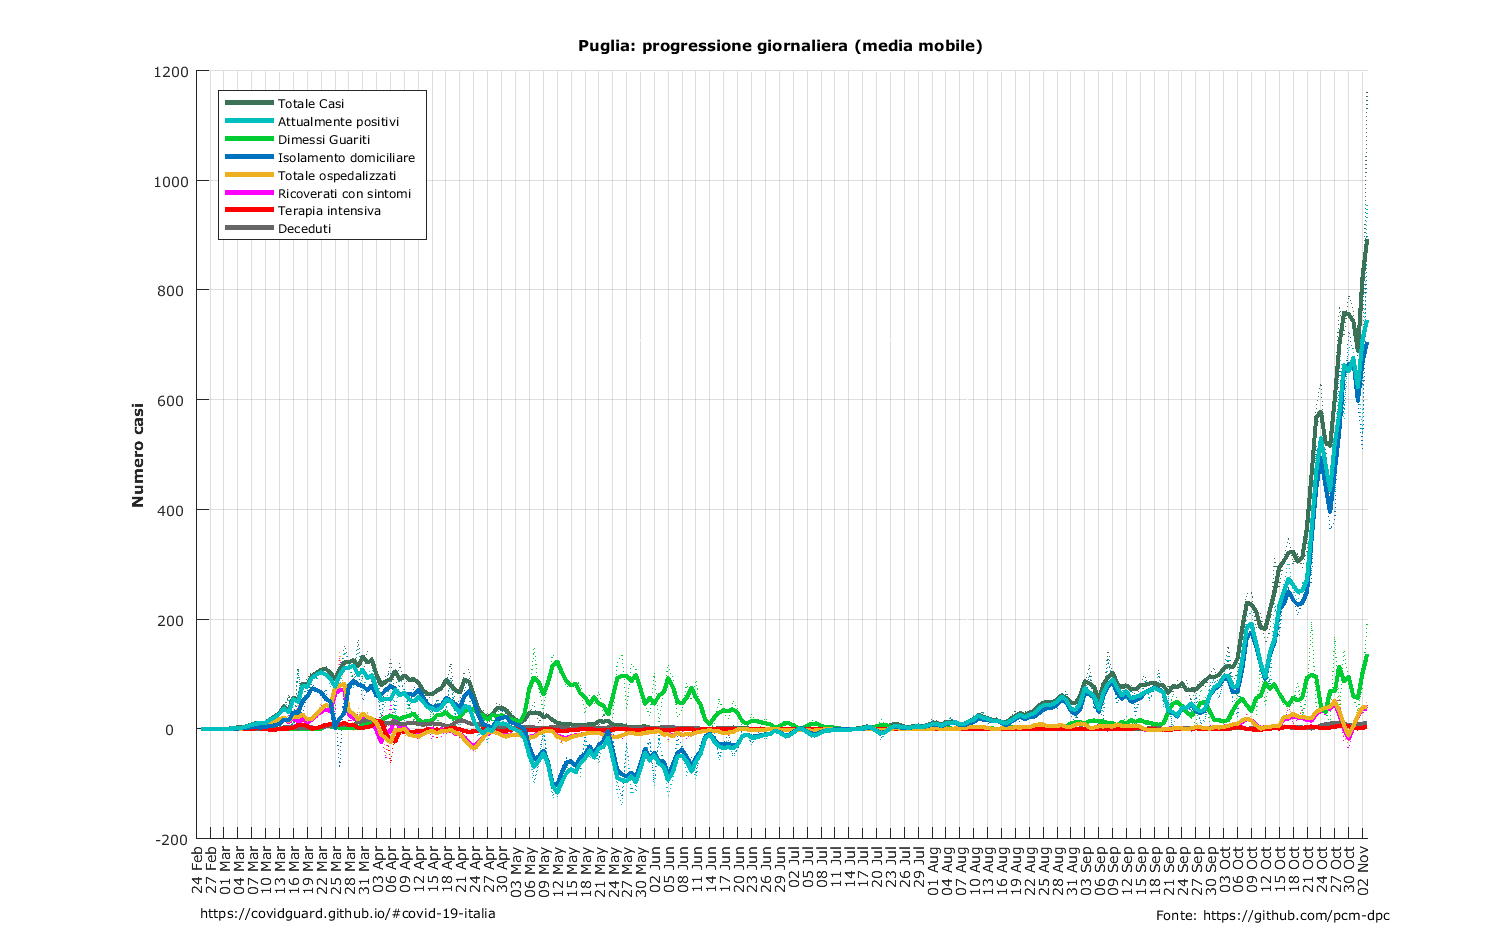 Puglia: progressione giornaliera (media mobile)
1200
1000
800
600
400
200
0
-200
Numero casi
Totale Casi
Attualmente positivi
Dimessi Guariti
Isolamento domiciliare
Totale ospedalizzati
Ricoverati con sintomi
Terapia intensiva
Deceduti
24 Feb
27 Feb
01 Mar
04 Mar
07 Mar
10 Mar
13 Mar
16 Mar
19 Mar
22 Mar
25 Mar
28 Mar
31 Mar
03 Apr
06 Apr
09 Apr
12 Apr
15 Apr
18 Apr
21 Apr
24 Apr
27 Apr
30 Apr
03 May
06 May
09 May
12 May
15 May
18 May
21 May
24 May
27 May
30 May
02 Jun
05 Jun
08 Jun
11 Jun
14 Jun
17 Jun
20 Jun
23 Jun
26 Jun
29 Jun
02 Jul
05 Jul
08 Jul
11 Jul
14 Jul
17 Jul
20 Jul
23 Jul
26 Jul
29 Jul
01 Aug
04 Aug
07 Aug
10 Aug
13 Aug
16 Aug
19 Aug
22 Aug
25 Aug
28 Aug
31 Aug
03 Sep
06 Sep
09 Sep
12 Sep
15 Sep
18 Sep
21 Sep
24 Sep
27 Sep
30 Sep
03 Oct
06 Oct
09 Oct
12 Oct
15 Oct
18 Oct
21 Oct
24 Oct
27 Oct
30 Oct
02 Nov
https://covidguard.github.io/#covid-19-italia
Fonte: https://github.com/pcm-dpc